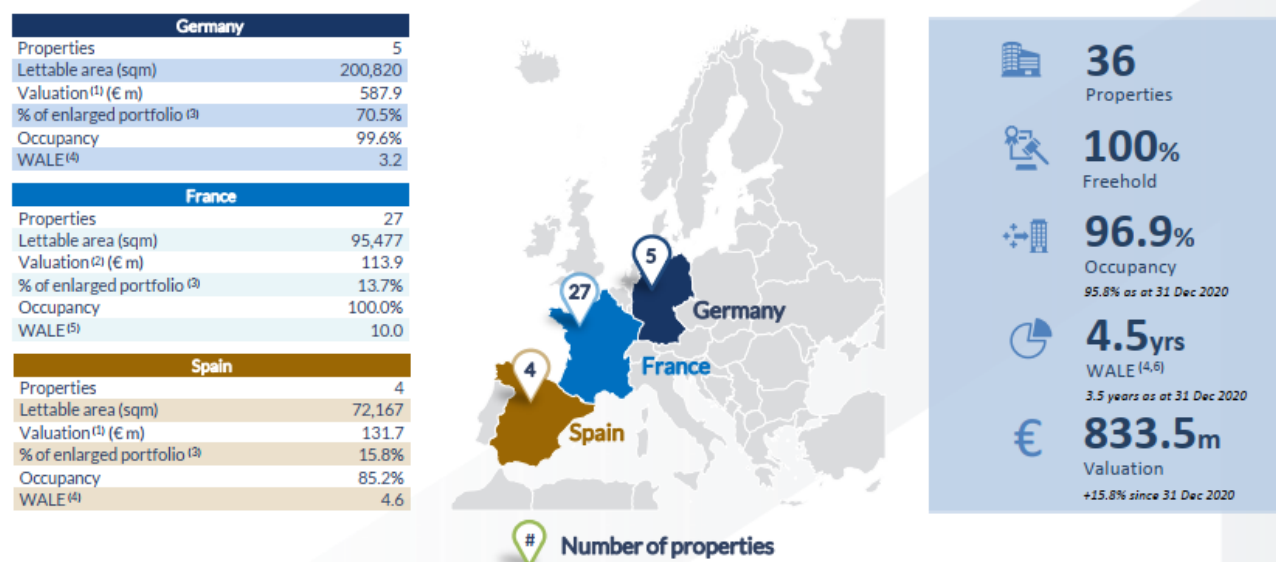 Germany
Properties 5
Lettable area (sqm) 200,820
Valuation (1) (€ m) 587.9
% of enlarged portfolio (3) 70.5%
Occupancy 99.6%
WALE (4) 3.2
France
Properties 27
Lettable area (sqm) 95,477
Valuation (2) (€ m) 113.9
% of enlarged portfolio (3) 13.7%
Occupancy 100.0%
WALE (5) 10.0
Spain
Properties 4
Lettable area (sqm) 72,167
Valuation (1) (€ m) 131.7
% of enlarged portfolio (3) 15.8%
Occupancy 85.2%
WALE (4) 4.6
5
27
4
Germany
France
Spain
# Number of properties
36
Properties
100%
Freehold
96.9%
Occupancy
95.8% as at 31 Dec 2020
4.5yrs
WALE (4,6)
3.5 years as at 31 Dec 2020
€ 833.5m
Valuation
+15.8% since 31 Dec 2020